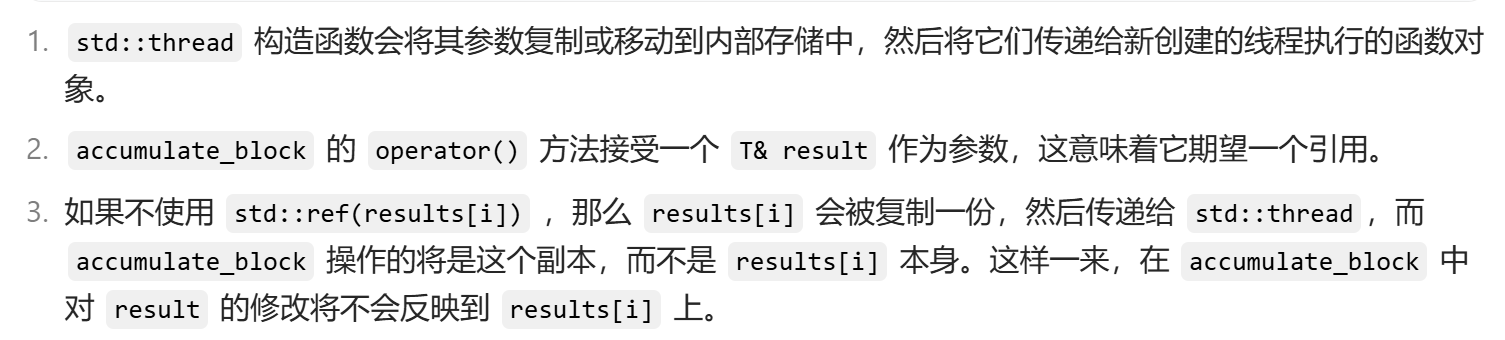 1. std::thread 构造函数会将其参数复制或移动到内部存储中，然后将它们传递给新创建的线程执行的函数对
象。
2. accumulate_block 的 operator() 方法接受一个 T& result 作为参数，这意味着它期望一个引用。
3. 如果不使用 std::ref(results[i]) ，那么 results[i] 会被复制一份，然后传递给 std::thread，而
accumulate_block 操作的将是这个副本，而不是 results[i] 本身。这样一来，在 accumulate_block 中
对 result 的修改将不会反映到 results[i] 上。